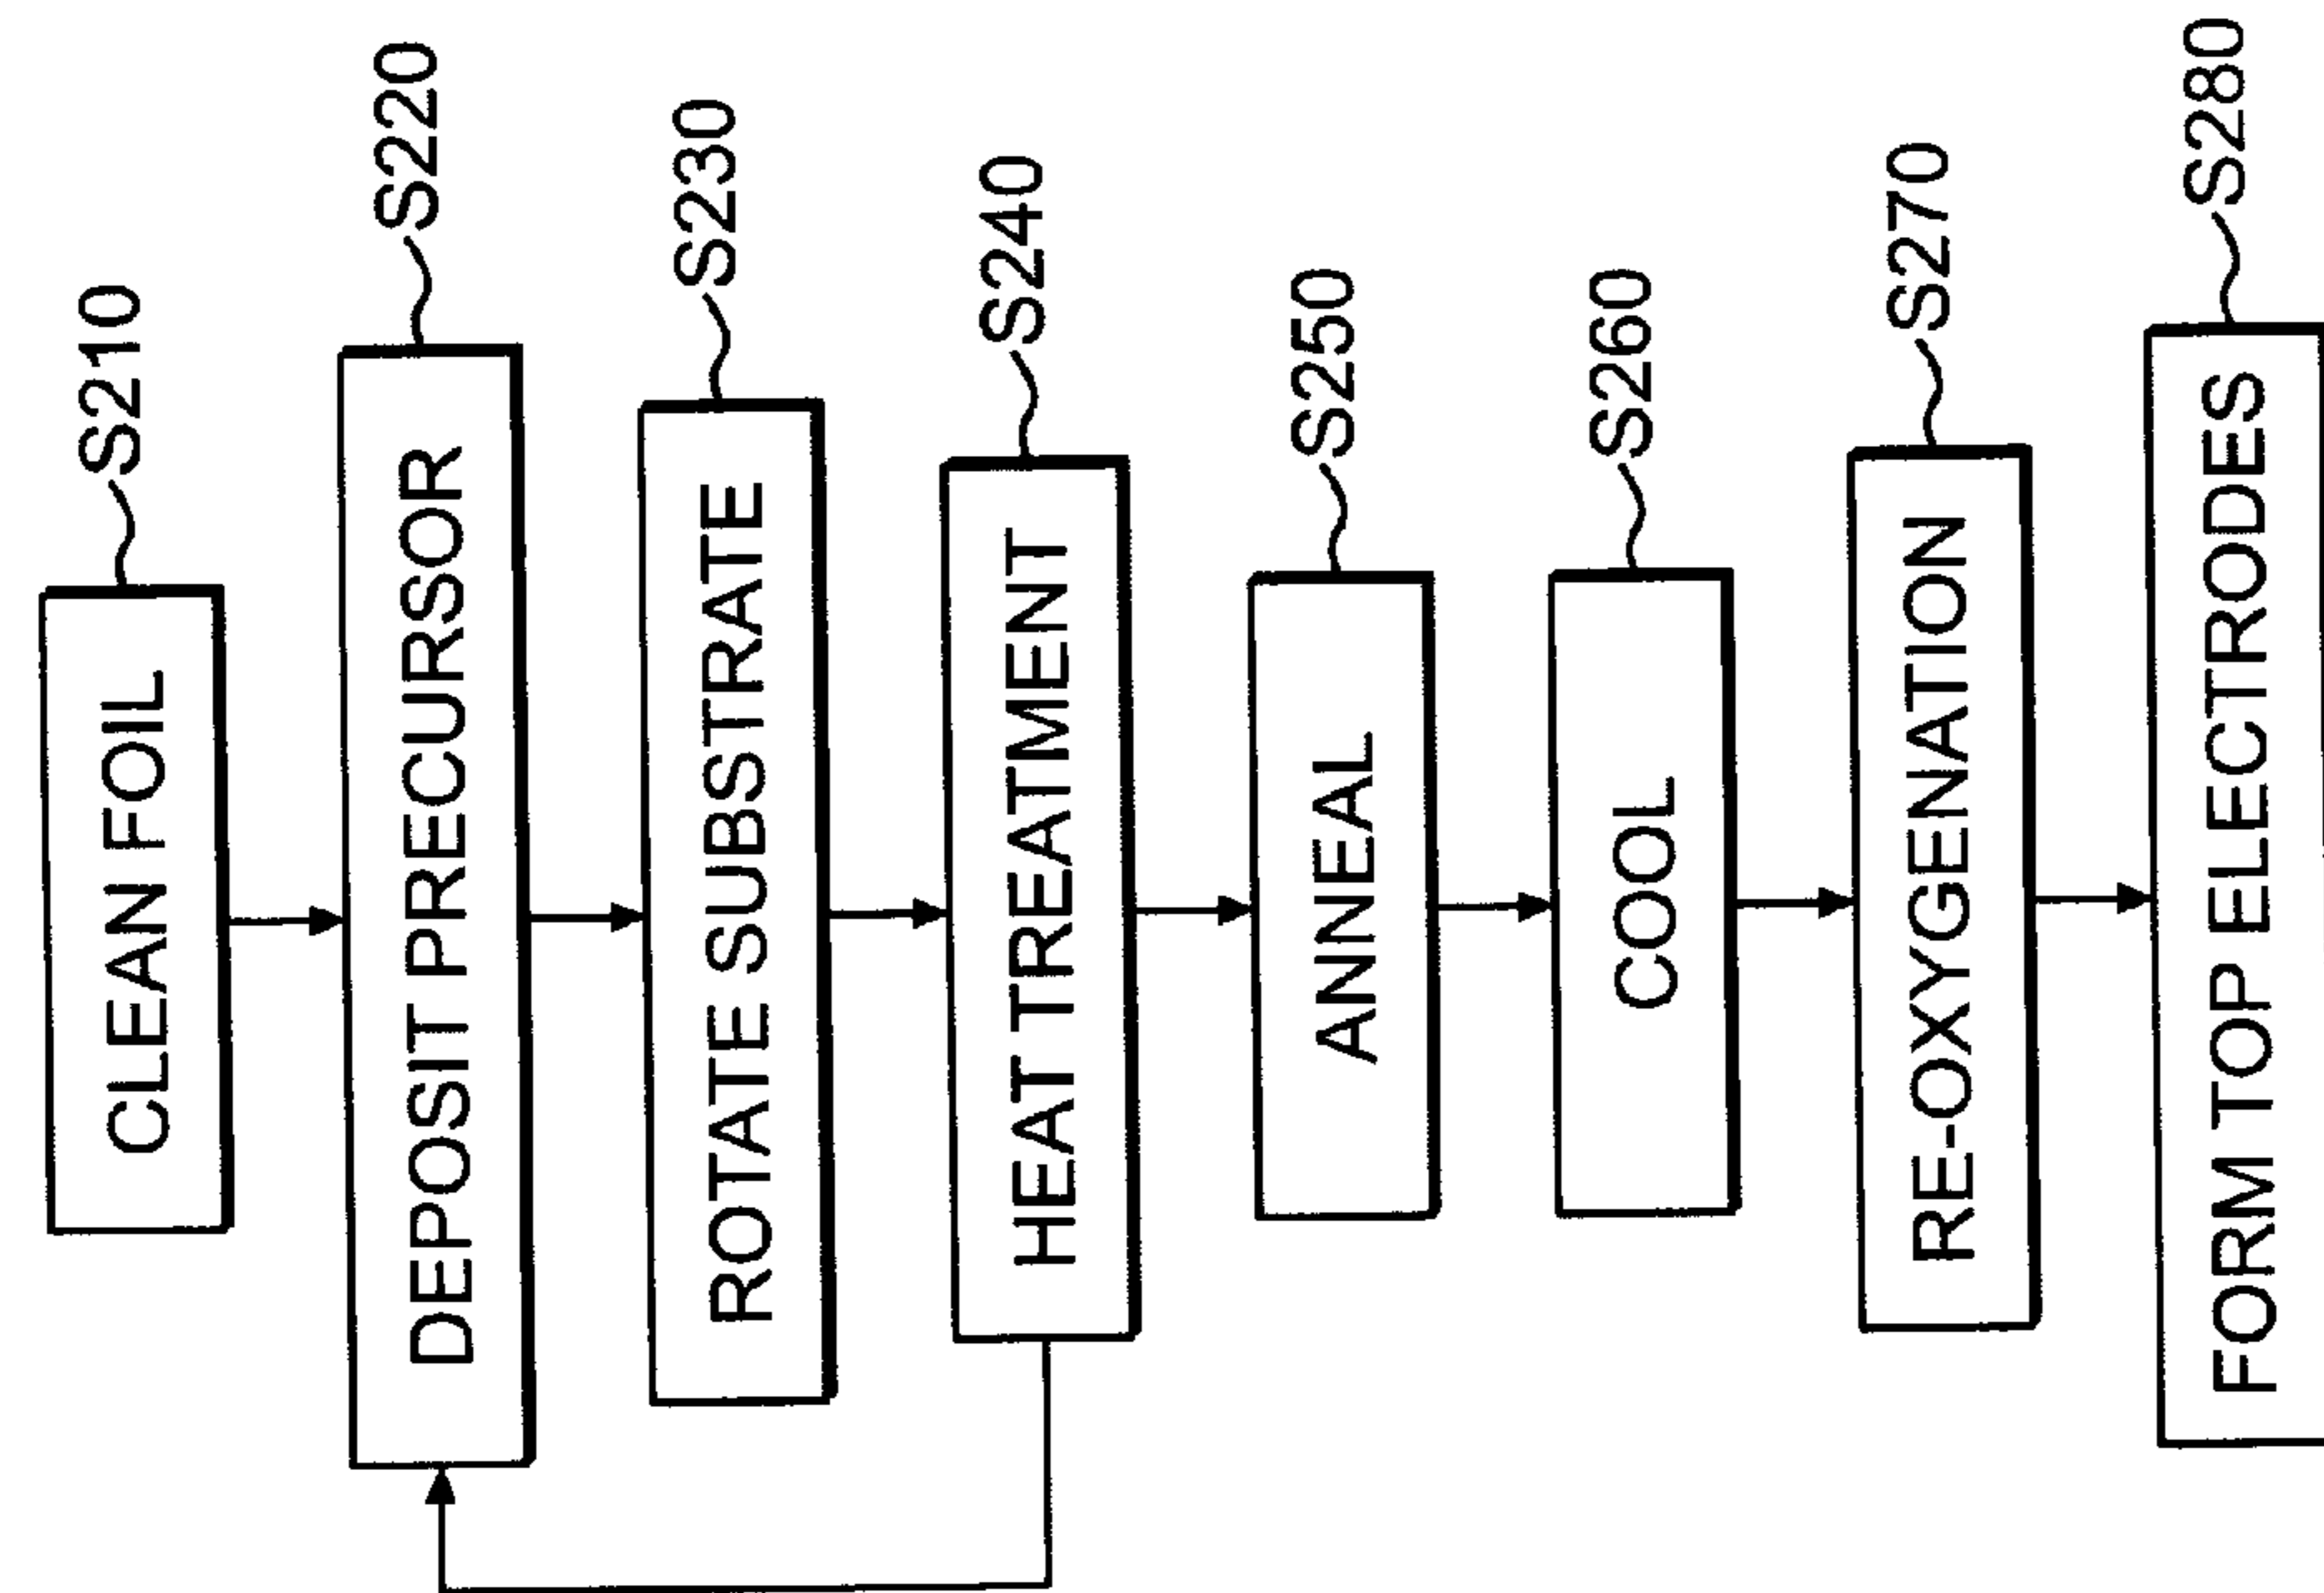 CLEAN FOIL
S210
DEPOSIT PRECURSOR
S220
ROTATE SUBSTRATE
S230
HEAT TREATMENT
S240
ANNEAL
S250
COOL
S260
RE-OXYGENATION
S270
FORM TOP ELECTRODES
S280